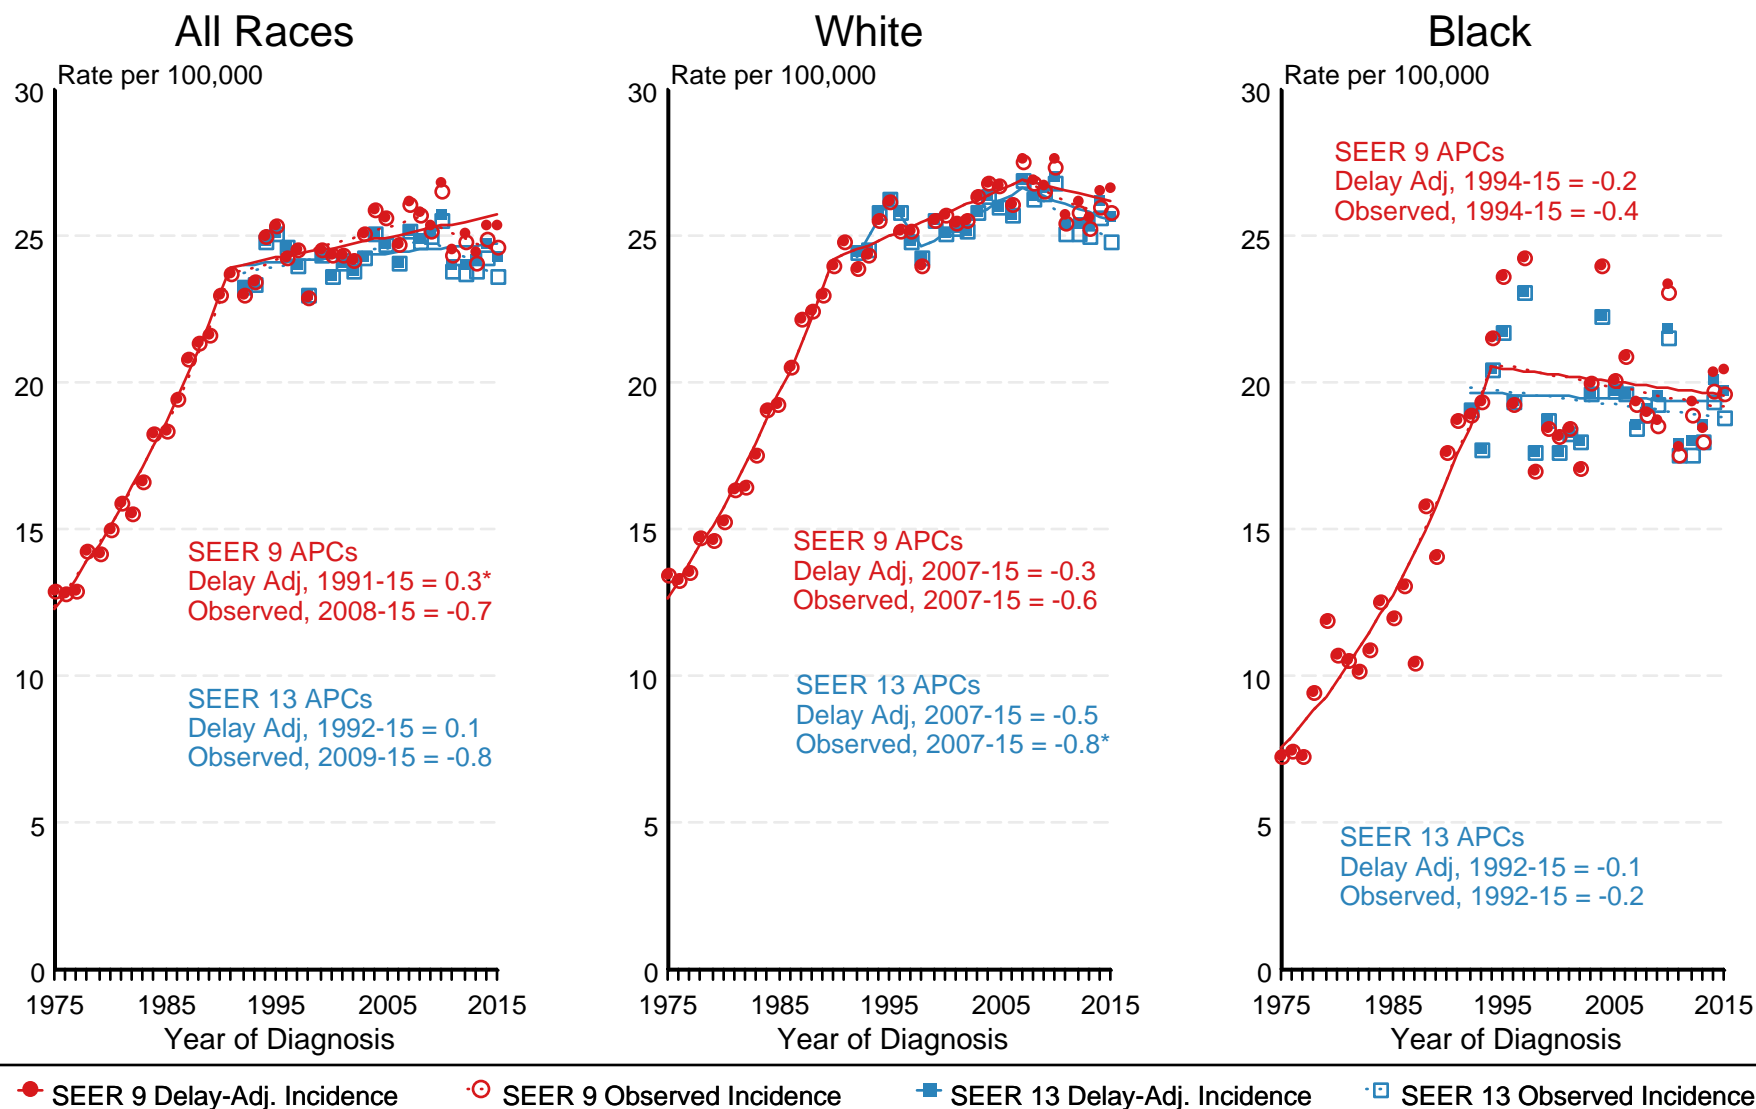 All Races
Rate per 100,000
30
25
20
15
10
5
0
SEER 9 APCs
Delay Adj, 1991-15 = 0.3*
Observed, 2008-15 = -0.7
SEER 13 APCs
Delay Adj, 1992-15 = 0.1
Observed, 2009-15 = -0.8
1975 1985 1995 2005 2015
Year of Diagnosis
White
Rate per 100,000
30
25
20
15
10
5
0
SEER 9 APCs
Delay Adj, 2007-15 = -0.3
Observed, 2007-15 = -0.6
SEER 13 APCs
Delay Adj, 2007-15 = -0.5
Observed, 2007-15 = -0.8*
1975 1985 1995 2005 2015
Year of Diagnosis
Black
Rate per 100,000
30
25
20
15
10
5
0
SEER 9 APCs
Delay Adj, 1994-15 = -0.2
Observed, 1994-15 = -0.4
SEER 13 APCs
Delay Adj, 1992-15 = -0.1
Observed, 1992-15 = -0.2
1975 1985 1995 2005 2015
Year of Diagnosis
SEER 9 Delay-Adj. Incidence SEER 9 Observed Incidence SEER 13 Delay-Adj. Incidence SEER 13 Observed Incidence